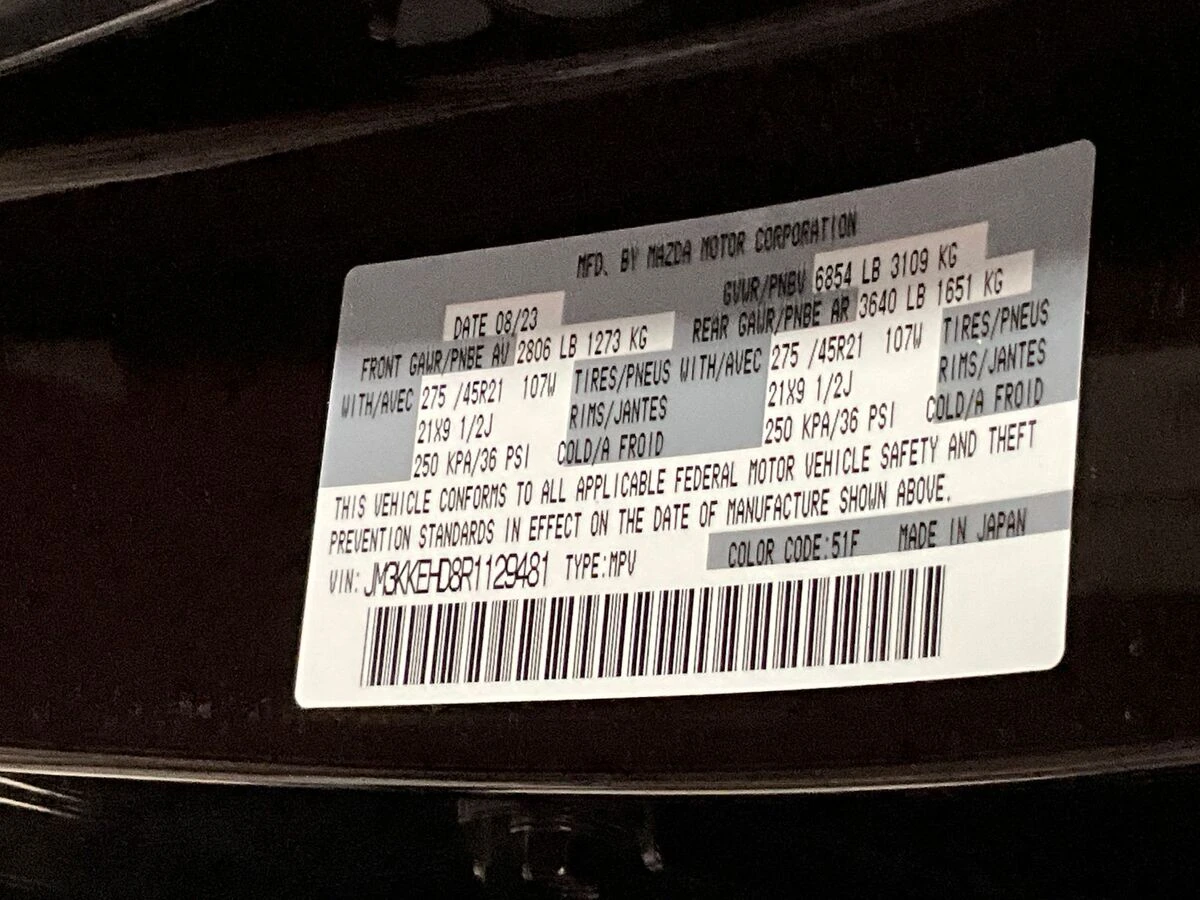 MFD. BY MAZDA MOTOR CORPORATION
DATE 08/23 GVWR/PNBV 6854 LB 3109 KG
FRONT GAWR/PNBE AV 2806 LB 1273 KG REAR GAWR/PNBE AR 3640 LB 1651 KG
WITH/AVEC 275 /45R21 107W TIRES/PNEUS WITH/AVEC 275 /45R21 107W TIRES/PNEUS
21X9 1/2J RIMS/JANTES 21X9 1/2J RIMS/JANTES
250 KPA/36 PSI COLD/A FROID 250 KPA/36 PSI COLD/A FROID
THIS VEHICLE CONFORMS TO ALL APPLICABLE FEDERAL MOTOR VEHICLE SAFETY AND THEFT
PREVENTION STANDARDS IN EFFECT ON THE DATE OF MANUFACTURE SHOWN ABOVE.
VIN: JM3KKEHD8R1129481 TYPE:MPV COLOR CODE:51F MADE IN JAPAN